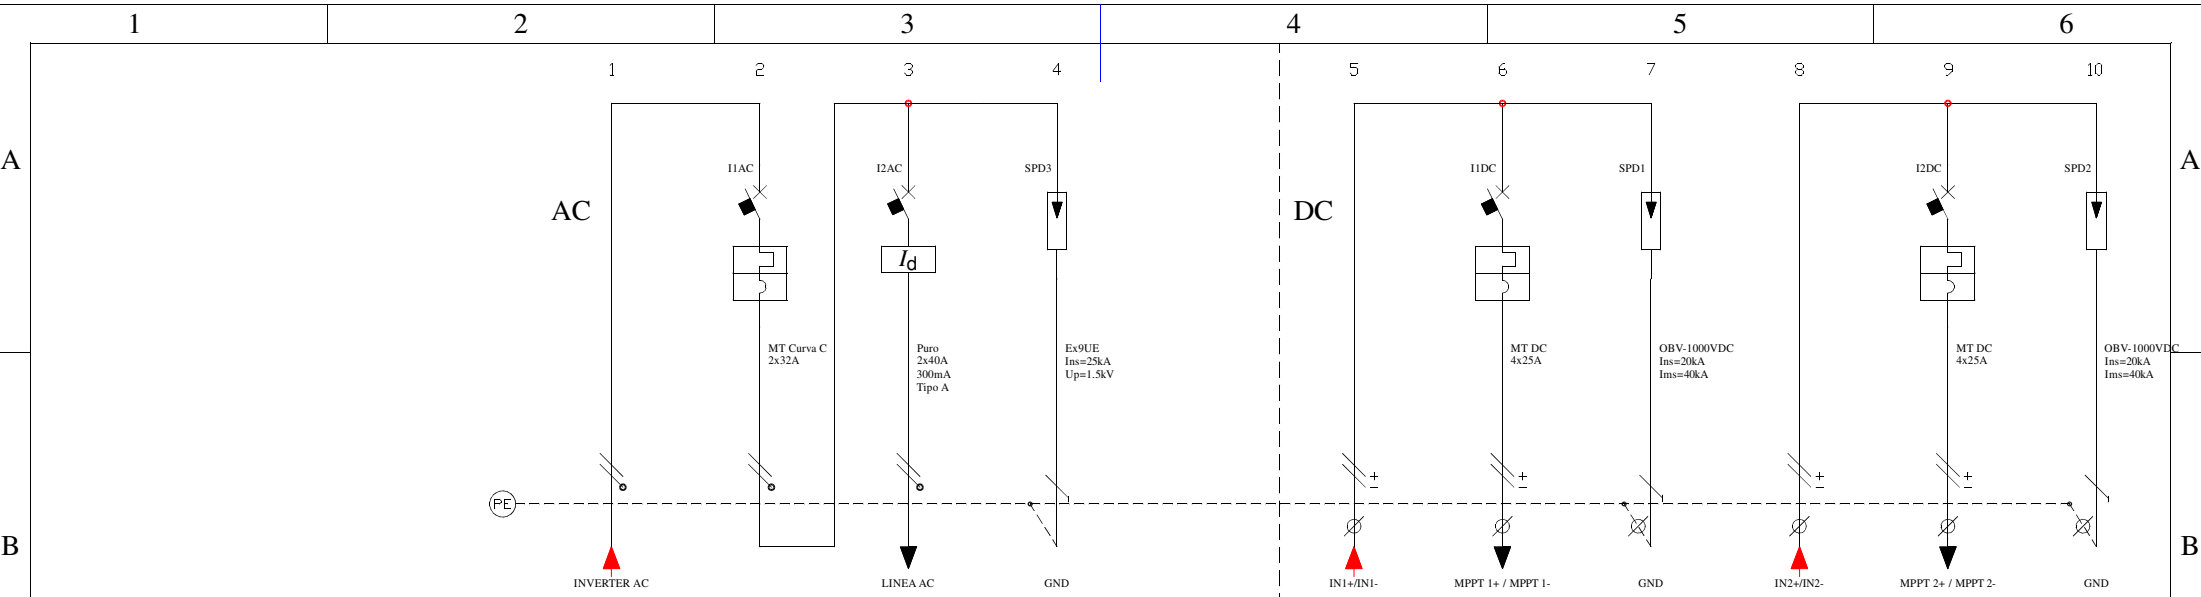 1 2 3 4 5 6
1 2 3 4 5 6 7 8 9 10
A A
I1AC I2AC SPD3 I1DC SPD1 I2DC SPD2
AC DC
Id
MT Curva C
2x32A
Puro
2x40A
300mA
Tipo A
Ex9UE
Ins=25kA
Up=1.5kV
MT DC
4x25A
OBV-1000VDC
Ins=20kA
Ims=40kA
MT DC
4x25A
OBV-1000VDC
Ins=20kA
Ims=40kA
± ± ± ±
PE
B B
INVERTER AC LINEA AC GND IN1+/IN1- MPPT 1+ / MPPT 1- GND IN2+/IN2- MPPT 2+ / MPPT 2- GND